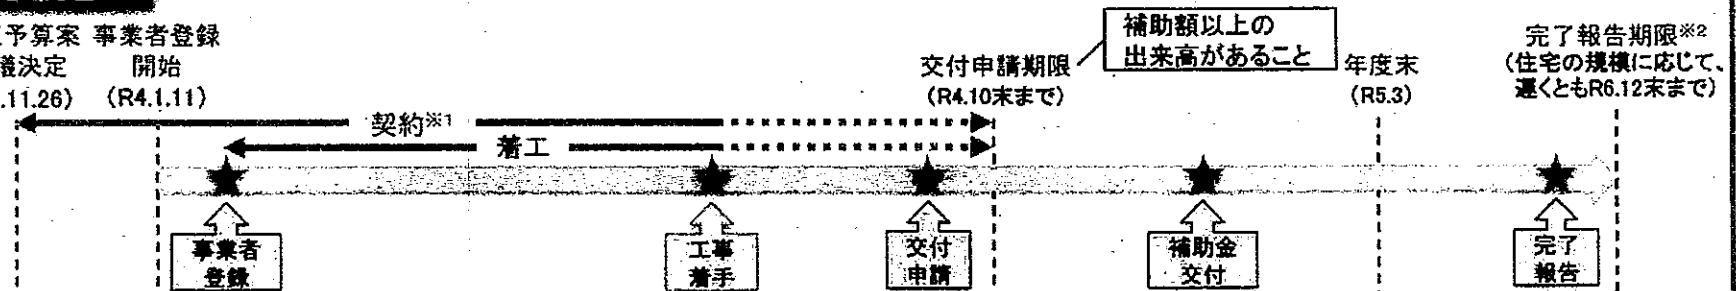 予算案
議決定
.11.26)
事業者登録
開始
(R4.1.11)
交付申請期限
(R4.10末まで)
補助額以上の
出来高があること
年度末
(R5.3)
完了報告期限※2
(住宅の規模に応じて、
遅くともR6.12末まで)
契約※1
着工
事業者
登録
工事
着手
交付
申請
補助金
交付
完了
報告